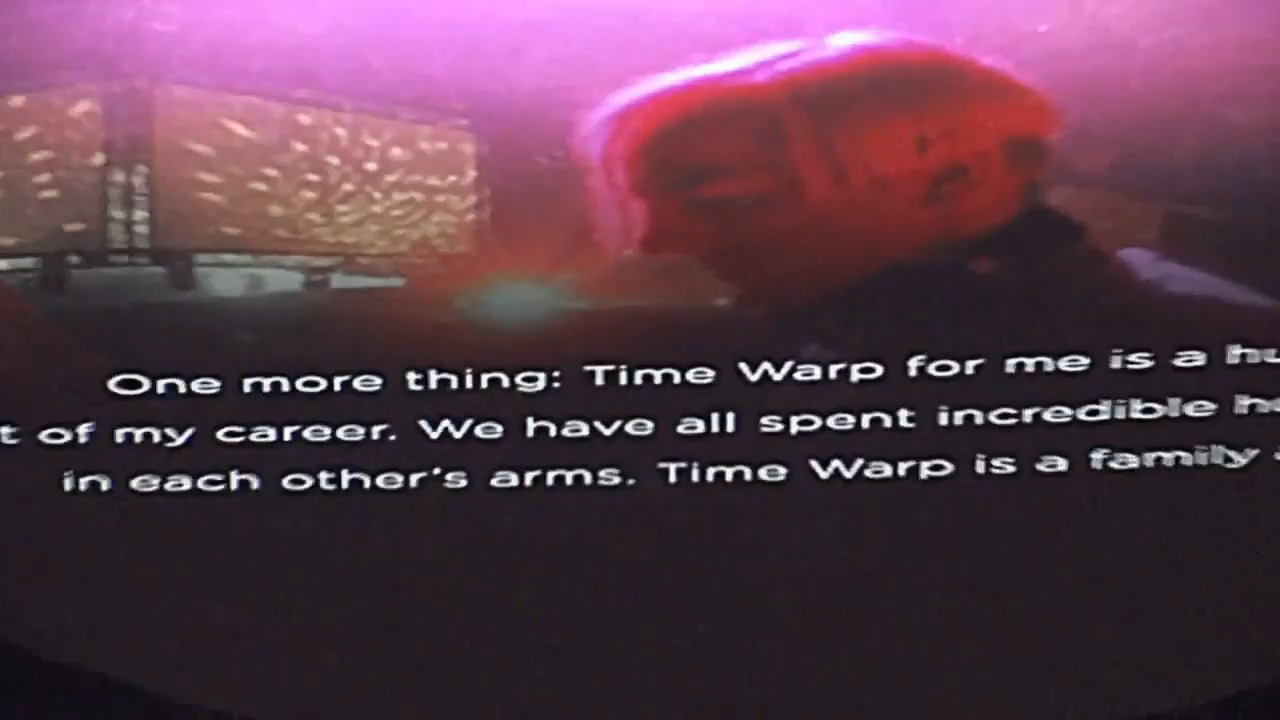 One more thing: Time Warp for me is a
of my career. We have all spent incredible
in each other's arms. Time Warp is a family